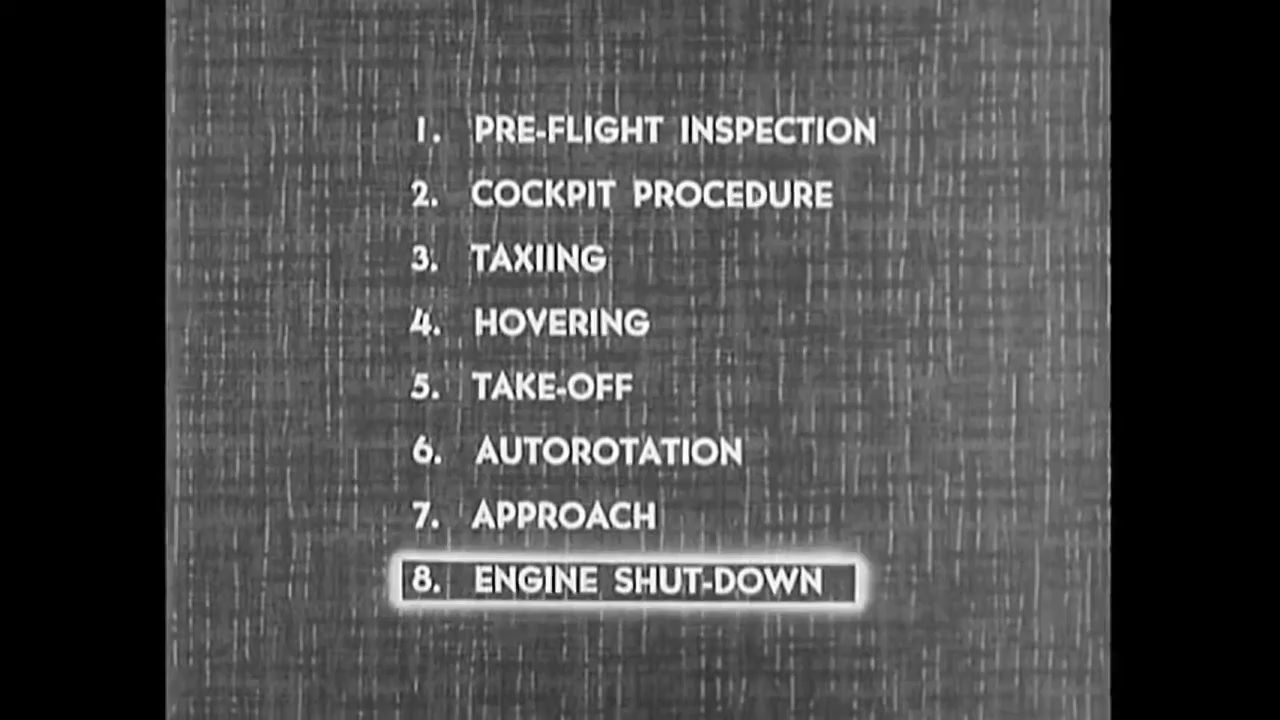 1. PRE-FLIGHT INSPECTION
2. COCKPIT PROCEDURE
3. TAXIING
4. HOVERING
5. TAKE-OFF
6. AUTOROTATION
7. APPROACH
8. ENGINE SHUT-DOWN